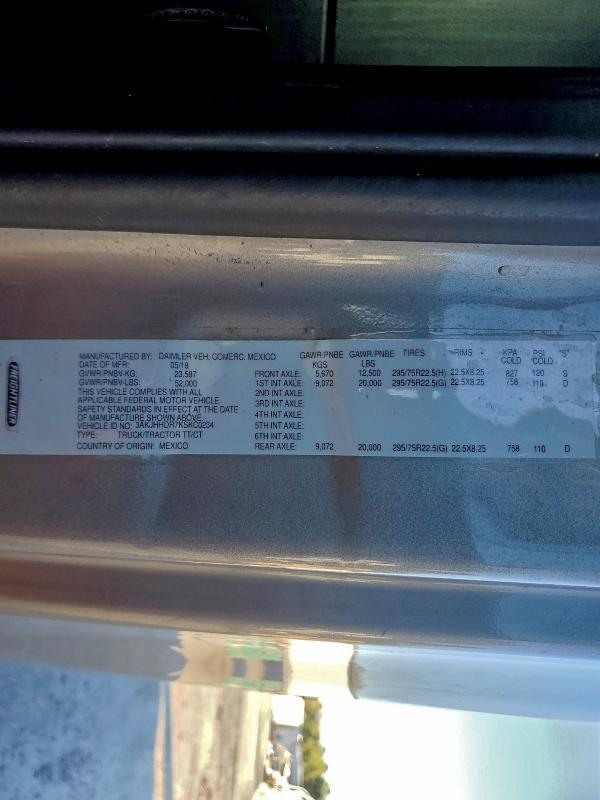 FREIGHTLINER
MANUFACTURED BY: DAIMLER VEH. COMERC. MEXICO
DATE OF MFR: 05/18
GVWR/PNBV-KG: 23,587
GVWR/PNBV-LBS: 52,000
THIS VEHICLE COMPLIES WITH ALL
APPLICABLE FEDERAL MOTOR VEHICLE
SAFETY STANDARDS IN EFFECT AT THE DATE
OF MANUFACTURE SHOWN ABOVE.
VEHICLE ID NO: 3AKJHHDR7KSKC0234
TYPE: TRUCK/TRACTOR TT/CT
COUNTRY OF ORIGIN: MEXICO
GAWR/PNBE GAWR/PNBE TIRES RIMS KPA PSI "S"
KGS LBS COLD COLD
FRONT AXLE: 5,670 12,500 295/75R22.5(H) 22.5X8.25 827 120 S
1ST INT AXLE: 9,072 20,000 295/75R22.5(G) 22.5X8.25 758 110 D
2ND INT AXLE:
3RD INT AXLE:
4TH INT AXLE:
5TH INT AXLE:
6TH INT AXLE:
REAR AXLE: 9,072 20,000 295/75R22.5(G) 22.5X8.25 758 110 D